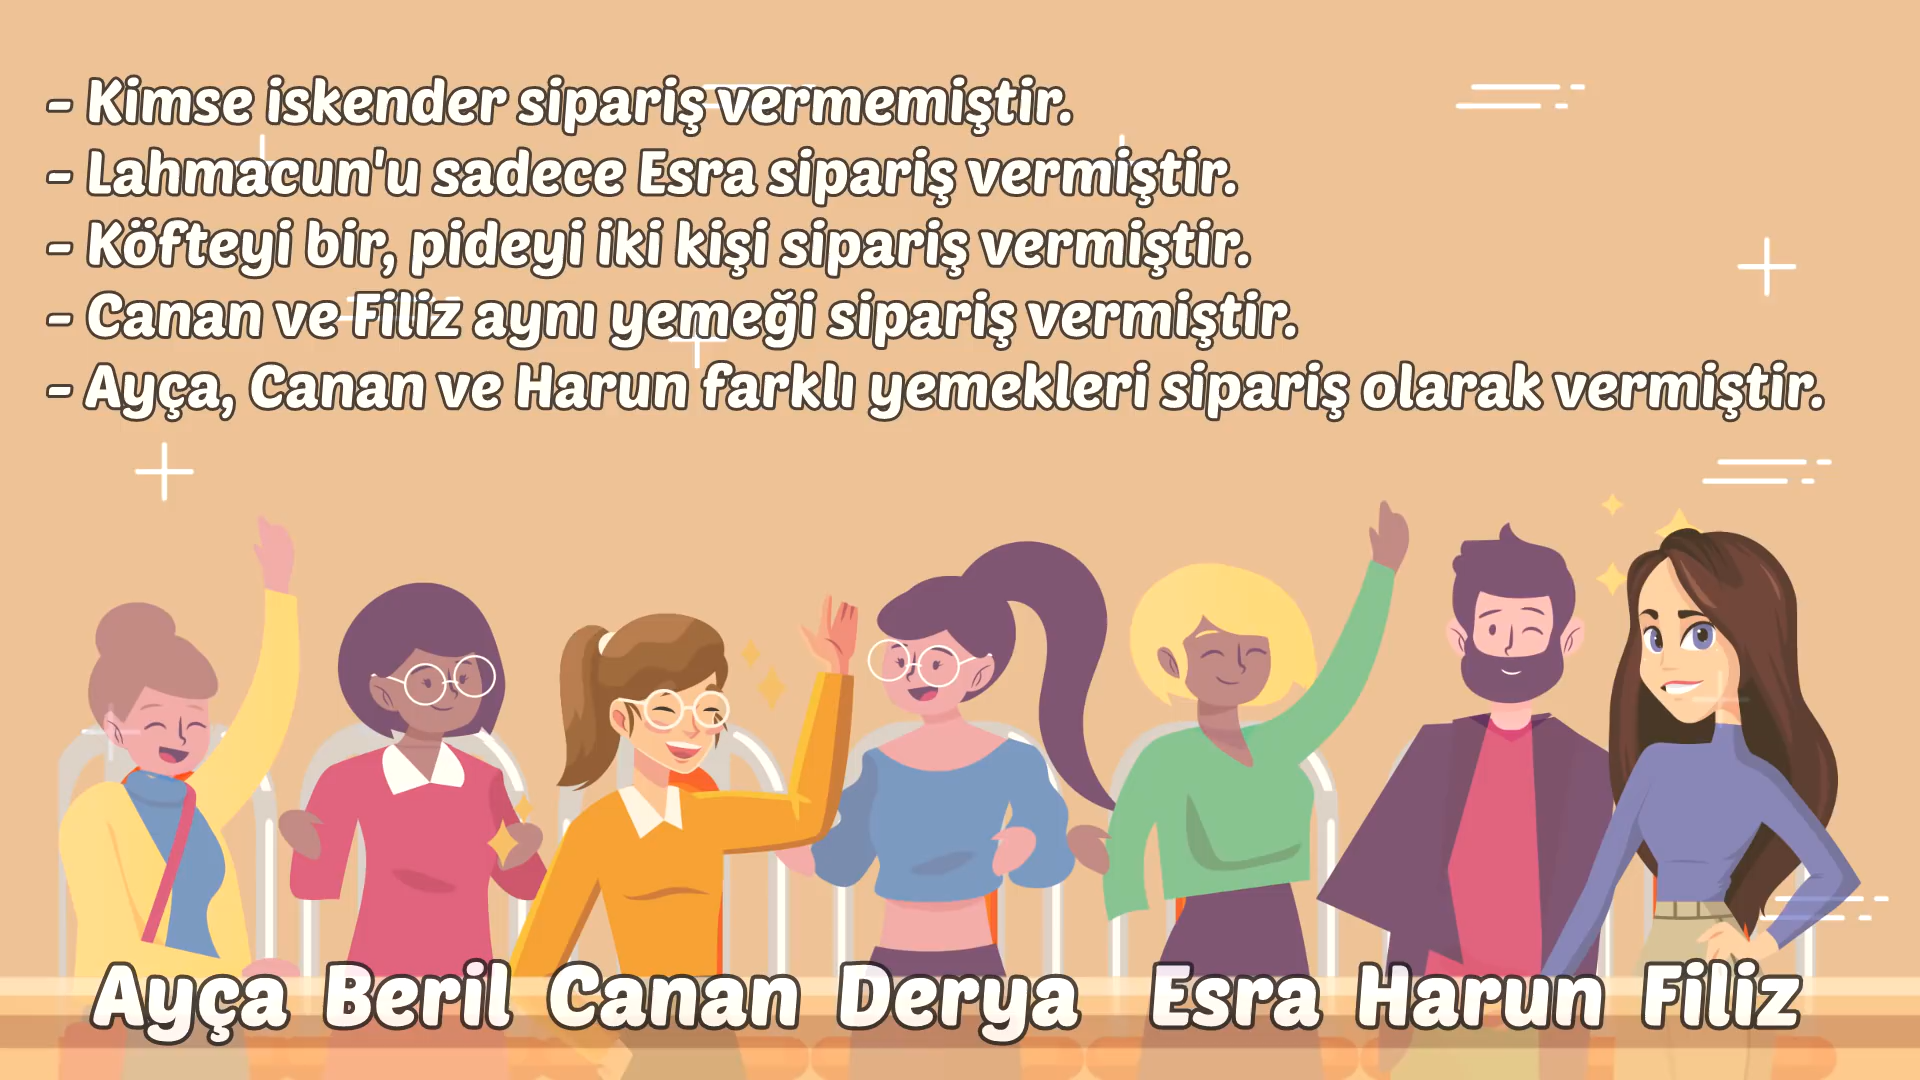 - Kimse iskender sipariş vermemiştir.
- Lahmacun'u sadece Esra sipariş vermiştir.
- Köfteyi bir, pideyi iki kişi sipariş vermiştir.
- Canan ve Filiz aynı yemeği sipariş vermiştir.
- Ayça, Canan ve Harun farklı yemekleri sipariş olarak vermiştir.
Ayça Beril Canan Derya Esra Harun Filiz